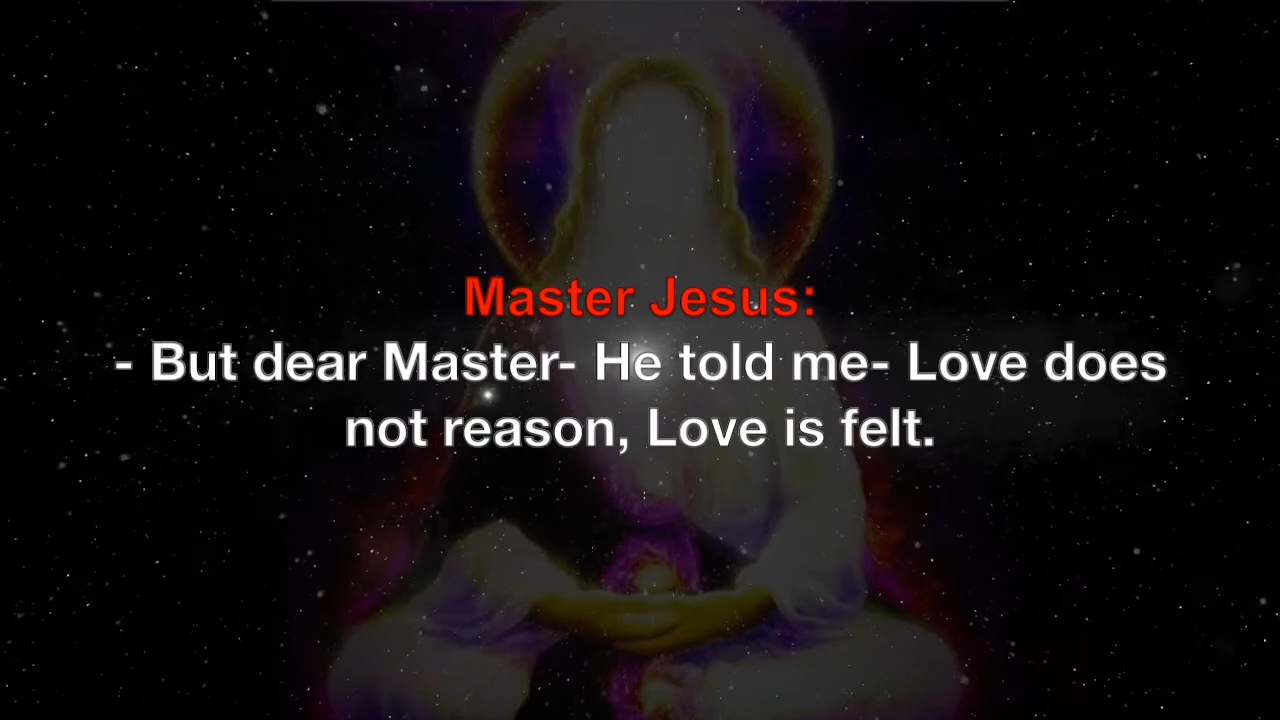 Master Jesus:
- But dear Master- He told me- Love does
not reason, Love is felt.